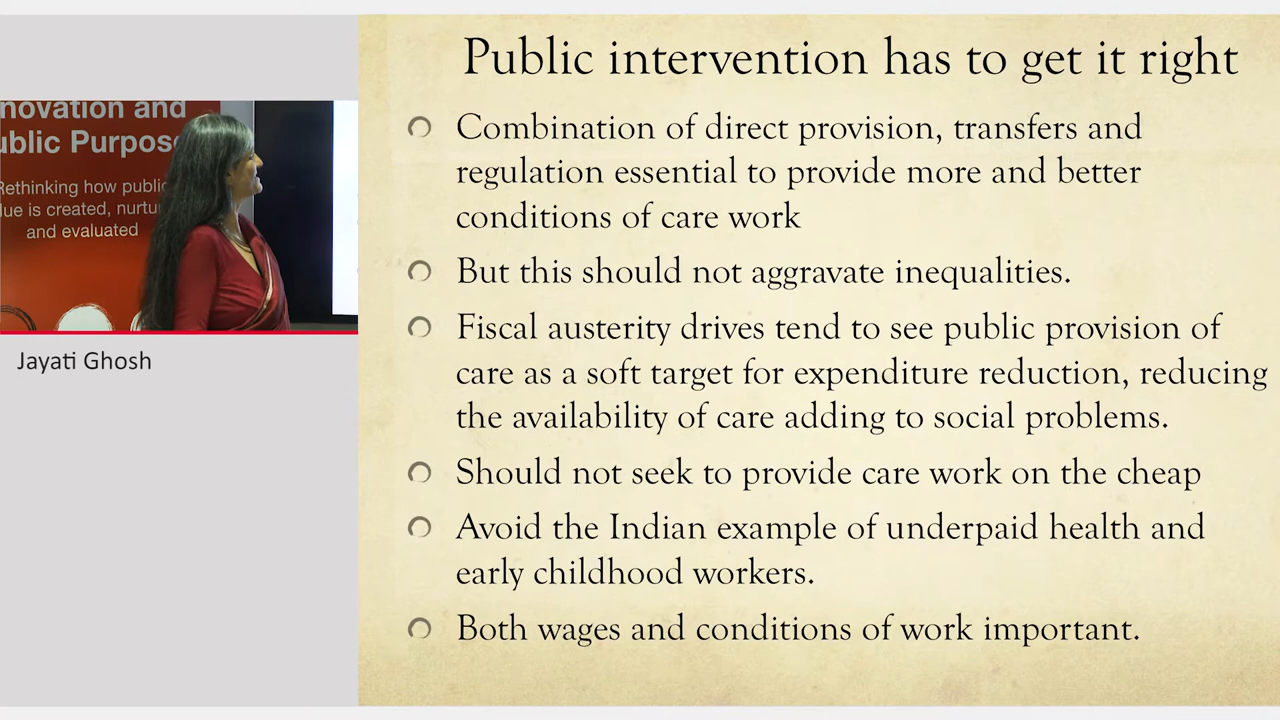 Public intervention has to get it right
Combination of direct provision, transfers and
regulation essential to provide more and better
conditions of care work
But this should not aggravate inequalities.
Fiscal austerity drives tend to see public provision of
care as a soft target for expenditure reduction, reducing
the availability of care adding to social problems.
Should not seek to provide care work on the cheap
Avoid the Indian example of underpaid health and
early childhood workers.
Both wages and conditions of work important.
novation and
ublic Purpose
Rethinking how public
lue is created, nurtu
and evaluated
Jayati Ghosh